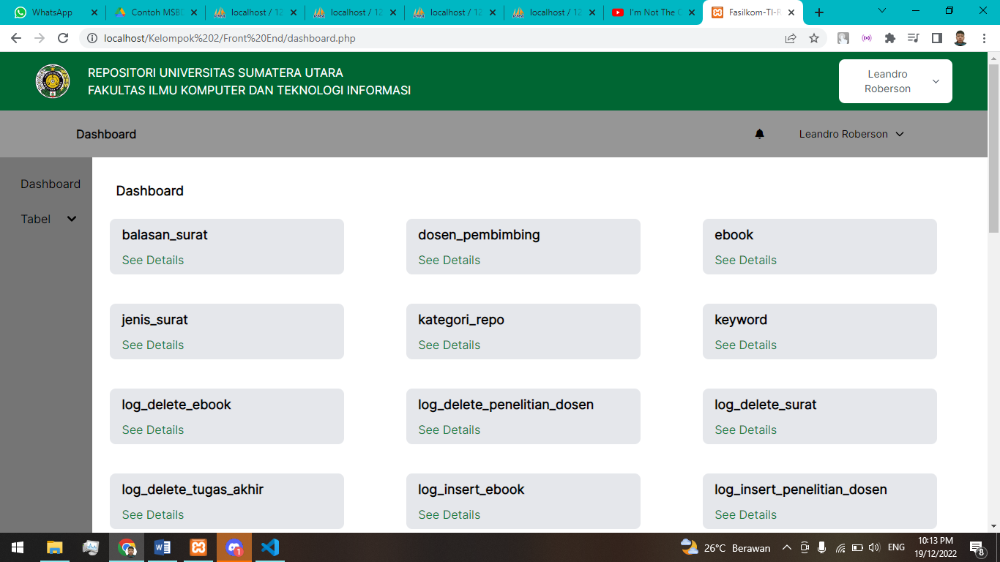 WhatsApp
Contoh MSBD
localhost / 12
localhost / 12
localhost / 12
localhost / 12
I'm Not The
Fasilkom-TI-R
localhost/Kelompok%202/Front%20End/dashboard.php
REPOSITORI UNIVERSITAS SUMATERA UTARA
FAKULTAS ILMU KOMPUTER DAN TEKNOLOGI INFORMASI
Leandro
Roberson
Dashboard
Leandro Roberson
Dashboard
Tabel
Dashboard
balasan_surat
See Details
dosen_pembimbing
See Details
ebook
See Details
jenis_surat
See Details
kategori_repo
See Details
keyword
See Details
log_delete_ebook
See Details
log_delete_penelitian_dosen
See Details
log_delete_surat
See Details
log_delete_tugas_akhir
See Details
log_insert_ebook
See Details
log_insert_penelitian_dosen
See Details
1
26°C Berawan
ENG
10:13 PM
19/12/2022
8